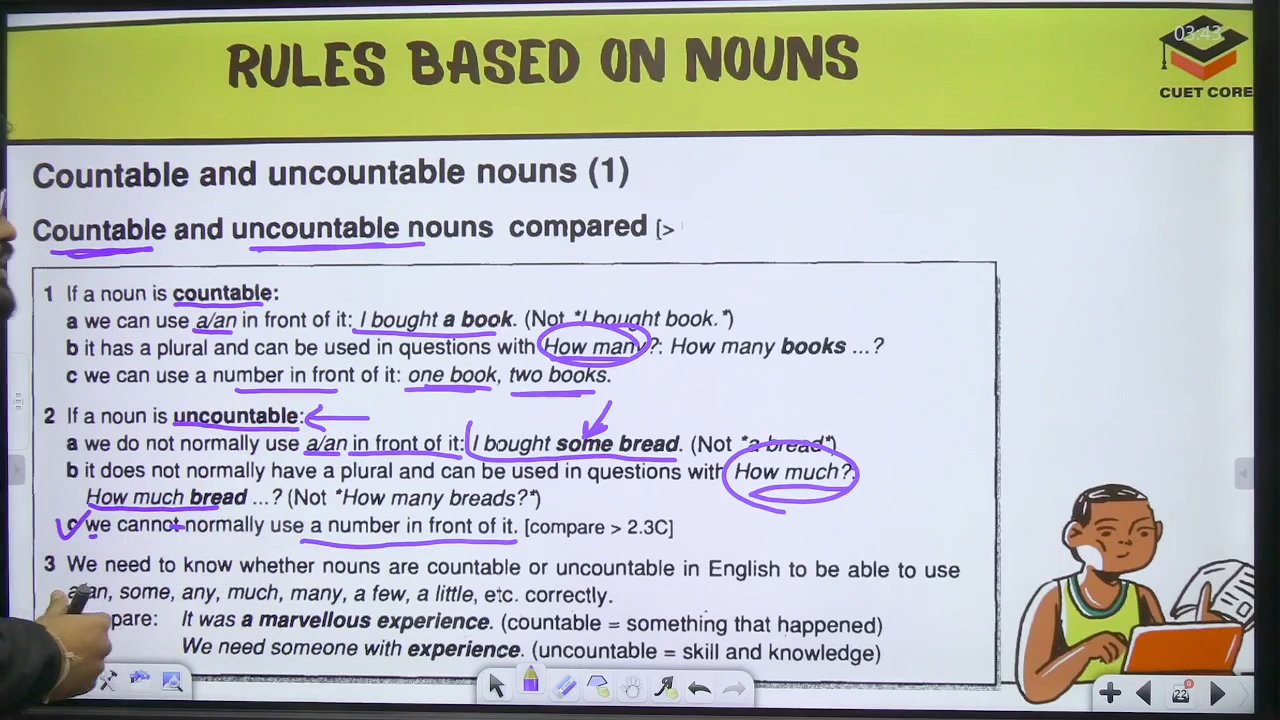 03:43
RULES BASED ON NOUNS
CUET CORE
Countable and uncountable nouns (1)
Countable and uncountable nouns compared [>
1 If a noun is countable:
a we can use a/an in front of it: I bought a book. (Not *I bought book.*)
b it has a plural and can be used in questions with How many?: How many books ...?
c we can use a number in front of it: one book, two books.
2 If a noun is uncountable:
a we do not normally use a/an in front of it: I bought some bread. (Not *a bread*)
b it does not normally have a plural and can be used in questions with How much?:
How much bread ...? (Not *How many breads?*)
c we cannot normally use a number in front of it. [compare > 2.3C]
3 We need to know whether nouns are countable or uncountable in English to be able to use
a/an, some, any, much, many, a few, a little, etc. correctly.
pare: It was a marvellous experience. (countable = something that happened)
We need someone with experience. (uncountable = skill and knowledge)
22